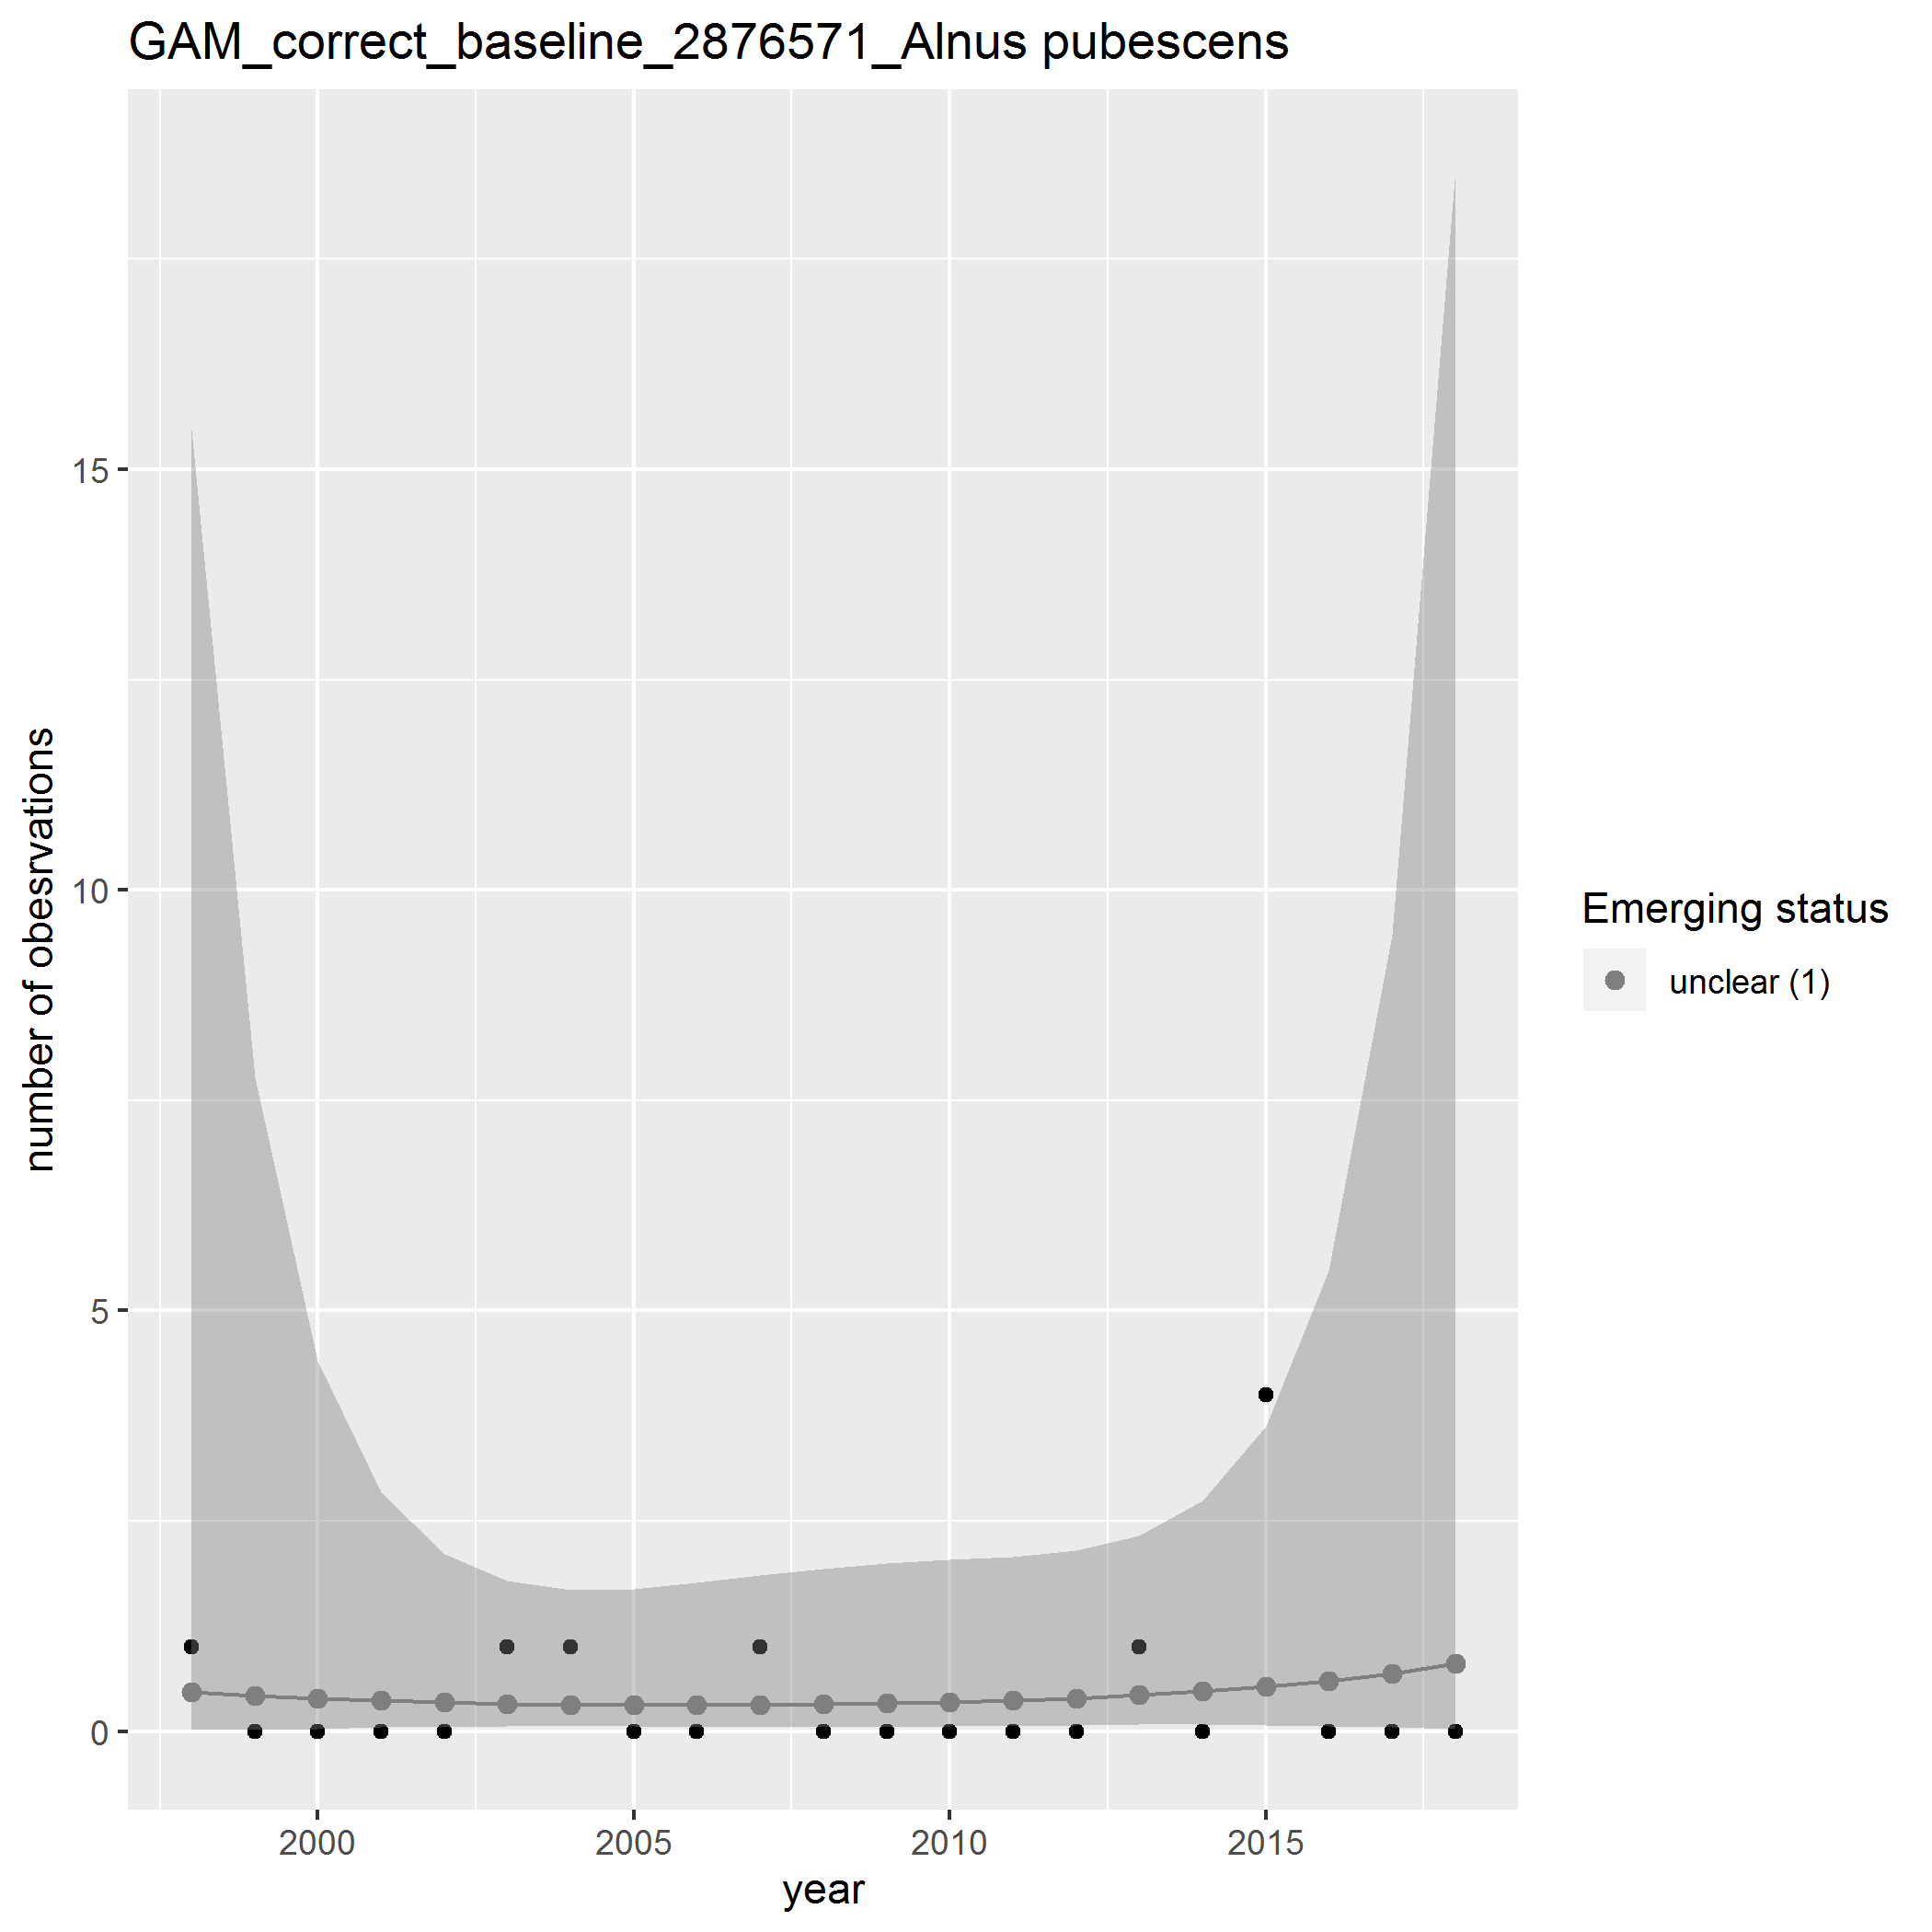 GAM_correct_baseline_2876571_Alnus pubescens
number of obesrvations
15
10
5
0
2000
2005
2010
2015
year
Emerging status
unclear (1)